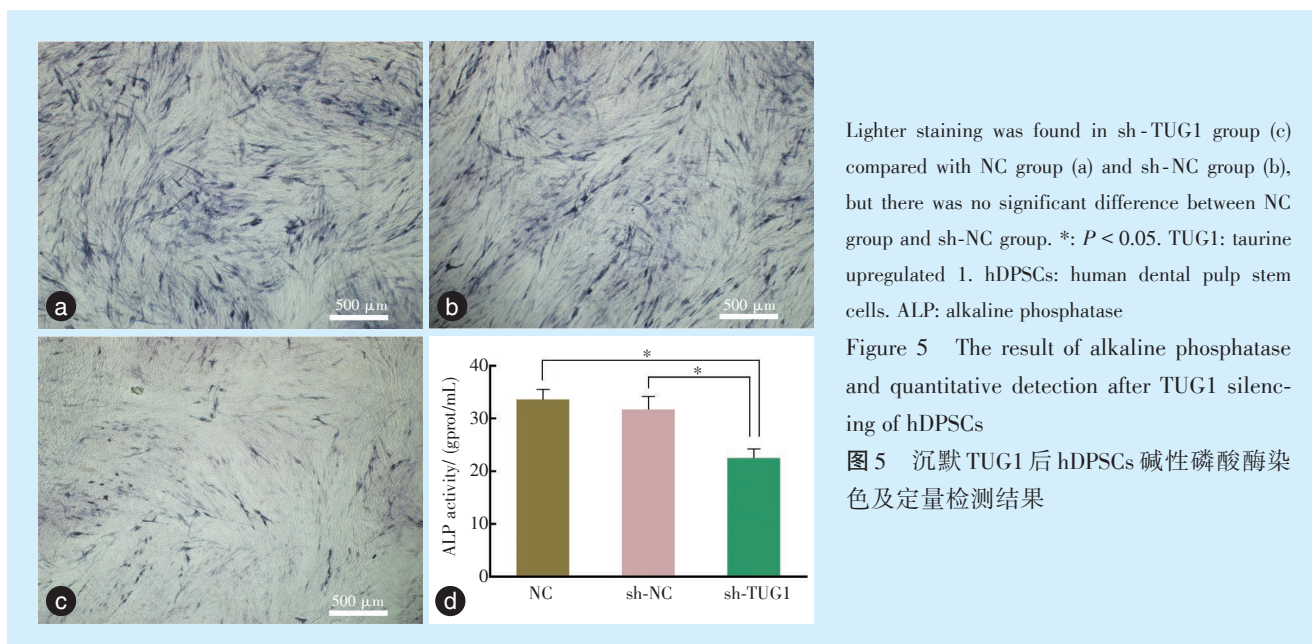 a
500 μm
b
500 μm
c
500 μm
d
ALP activity/ (gprot/mL)
40
30
20
10
0
*
*
NC
sh-NC
sh-TUG1
Lighter staining was found in sh-TUG1 group (c)
compared with NC group (a) and sh-NC group (b),
but there was no significant difference between NC
group and sh-NC group. *: P < 0.05. TUG1: taurine
upregulated 1. hDPSCs: human dental pulp stem
cells. ALP: alkaline phosphatase
Figure 5 The result of alkaline phosphatase
and quantitative detection after TUG1 silenc-
ing of hDPSCs
图5 沉默TUG1后hDPSCs碱性磷酸酶染
色及定量检测结果